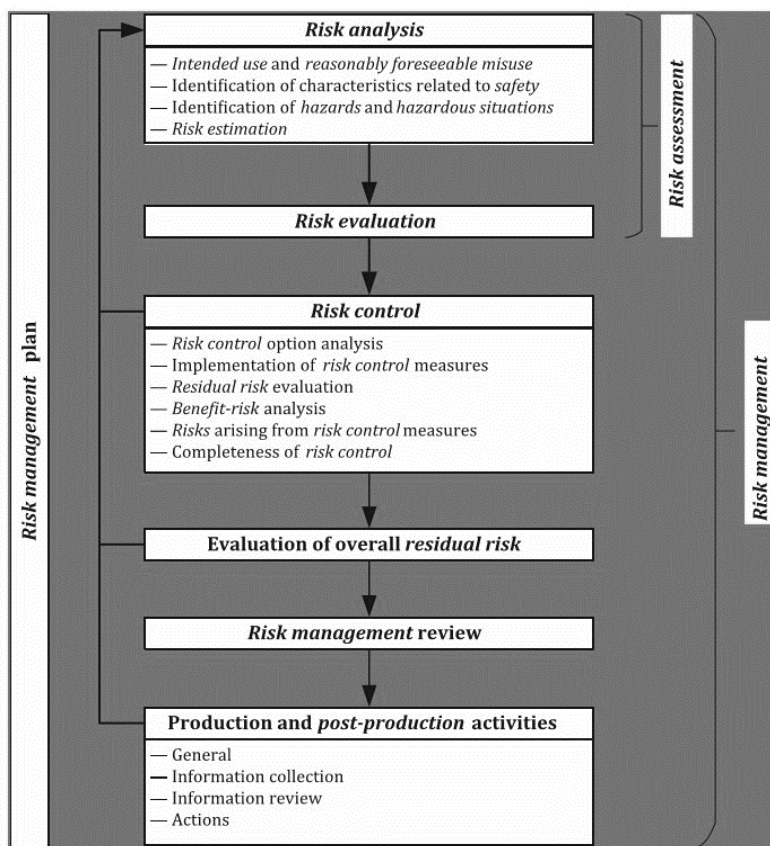 Risk management plan
Risk analysis
— Intended use and reasonably foreseeable misuse
— Identification of characteristics related to safety
— Identification of hazards and hazardous situations
— Risk estimation
Risk evaluation
Risk assessment
Risk control
— Risk control option analysis
— Implementation of risk control measures
— Residual risk evaluation
— Benefit-risk analysis
— Risks arising from risk control measures
— Completeness of risk control
Evaluation of overall residual risk
Risk management review
Production and post-production activities
— General
— Information collection
— Information review
— Actions
Risk management